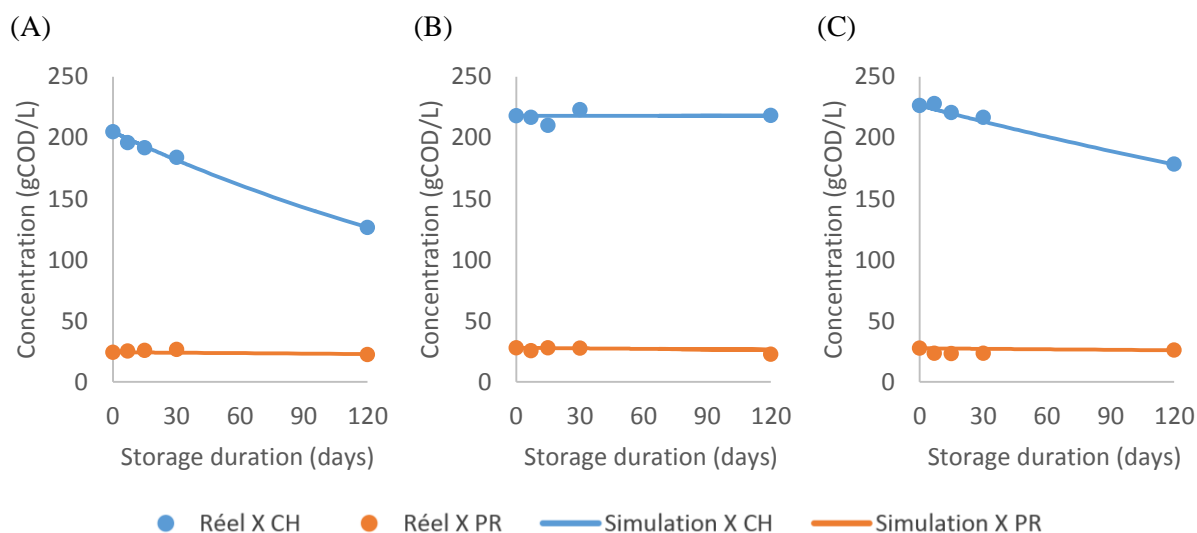 (A)
(B)
(C)
Concentration (gCOD/L)
250
200
150
100
50
0
0 30 60 90 120
Storage duration (days)
Concentration (gCOD/L)
250
200
150
100
50
0
0 30 60 90 120
Storage duration (days)
Concentration (gCOD/L)
250
200
150
100
50
0
0 30 60 90 120
Storage duration (days)
Réel X CH Réel X PR Simulation X CH Simulation X PR